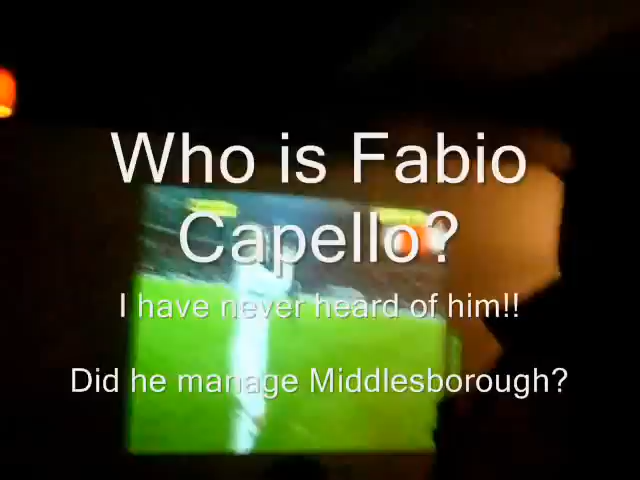 Who is Fabio
Capello?
I have never heard of him!!
Did he manage Middlesborough?